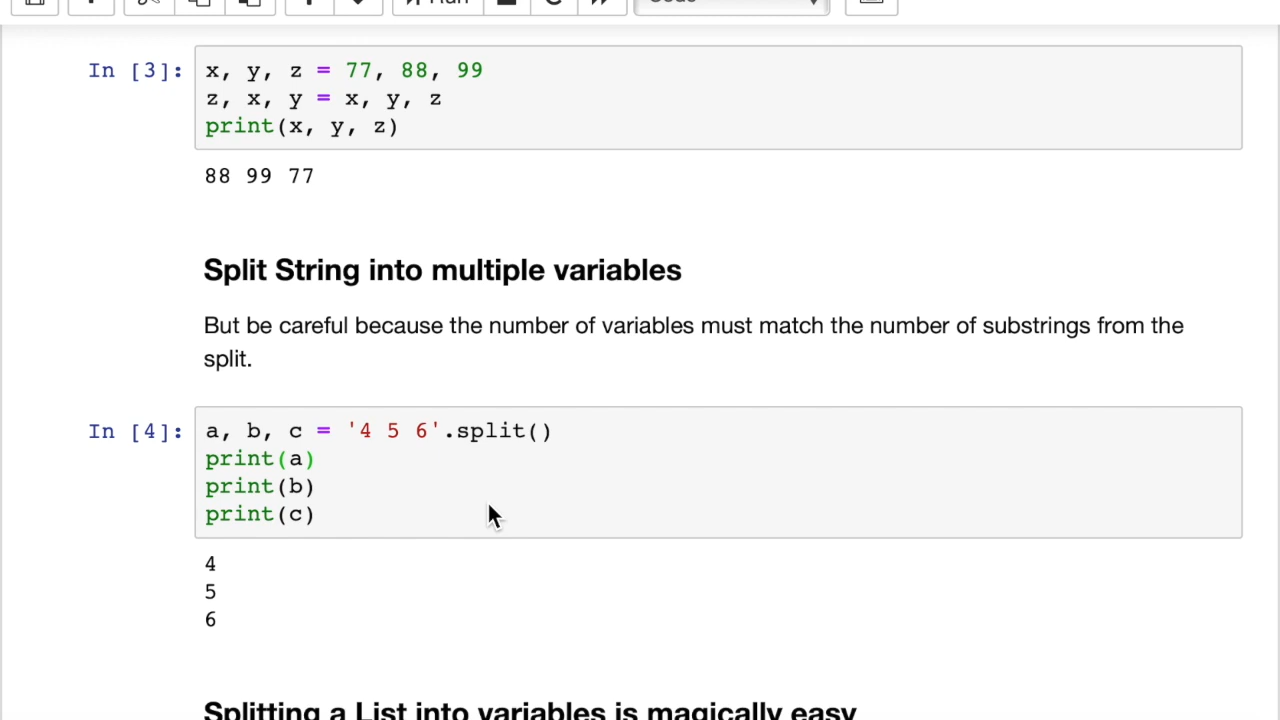 Run
Code
In [3]:
x, y, z = 77, 88, 99
z, x, y = x, y, z
print(x, y, z)
88 99 77
Split String into multiple variables
But be careful because the number of variables must match the number of substrings from the
split.
In [4]:
a, b, c = '4 5 6'.split()
print(a)
print(b)
print(c)
4
5
6
Splitting a List into variables is magically easy